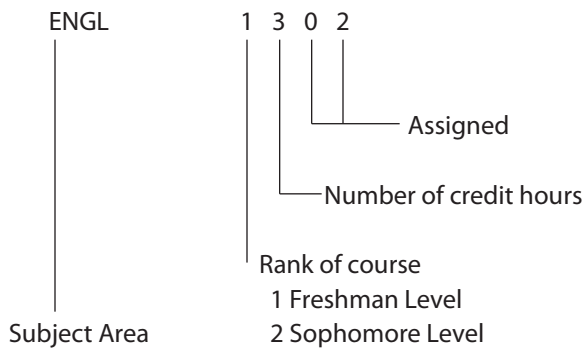 ENGL 1 3 0 2
Assigned
Number of credit hours
Rank of course
1 Freshman Level
Subject Area 2 Sophomore Level